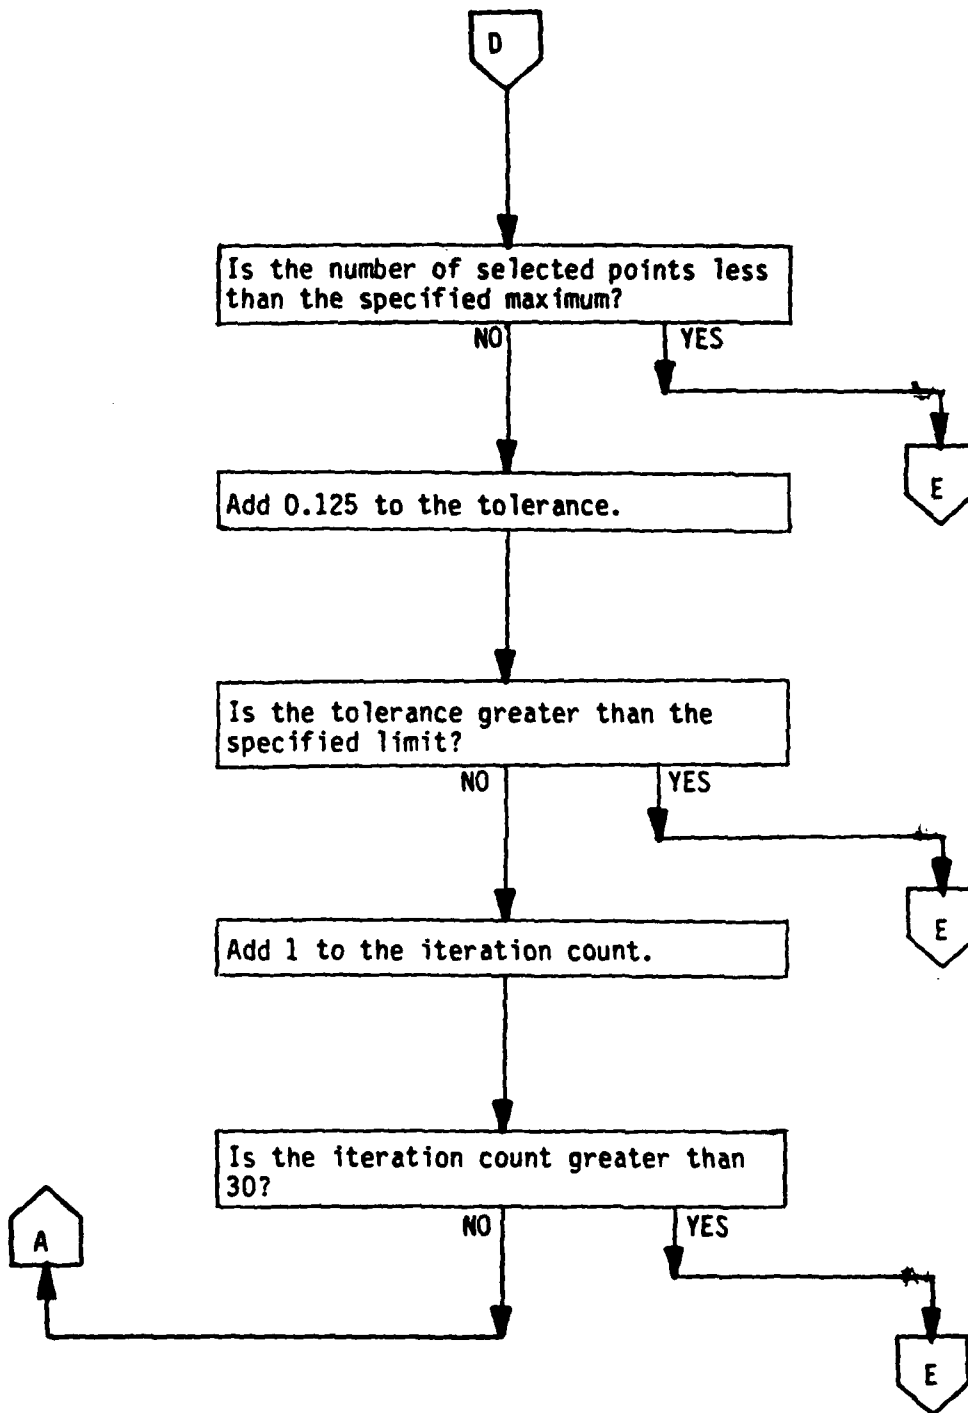 D
Is the number of selected points less
than the specified maximum?
NO
YES
E
Add 0.125 to the tolerance.
Is the tolerance greater than the
specified limit?
NO
YES
E
Add 1 to the iteration count.
Is the iteration count greater than
30?
NO
YES
A
E